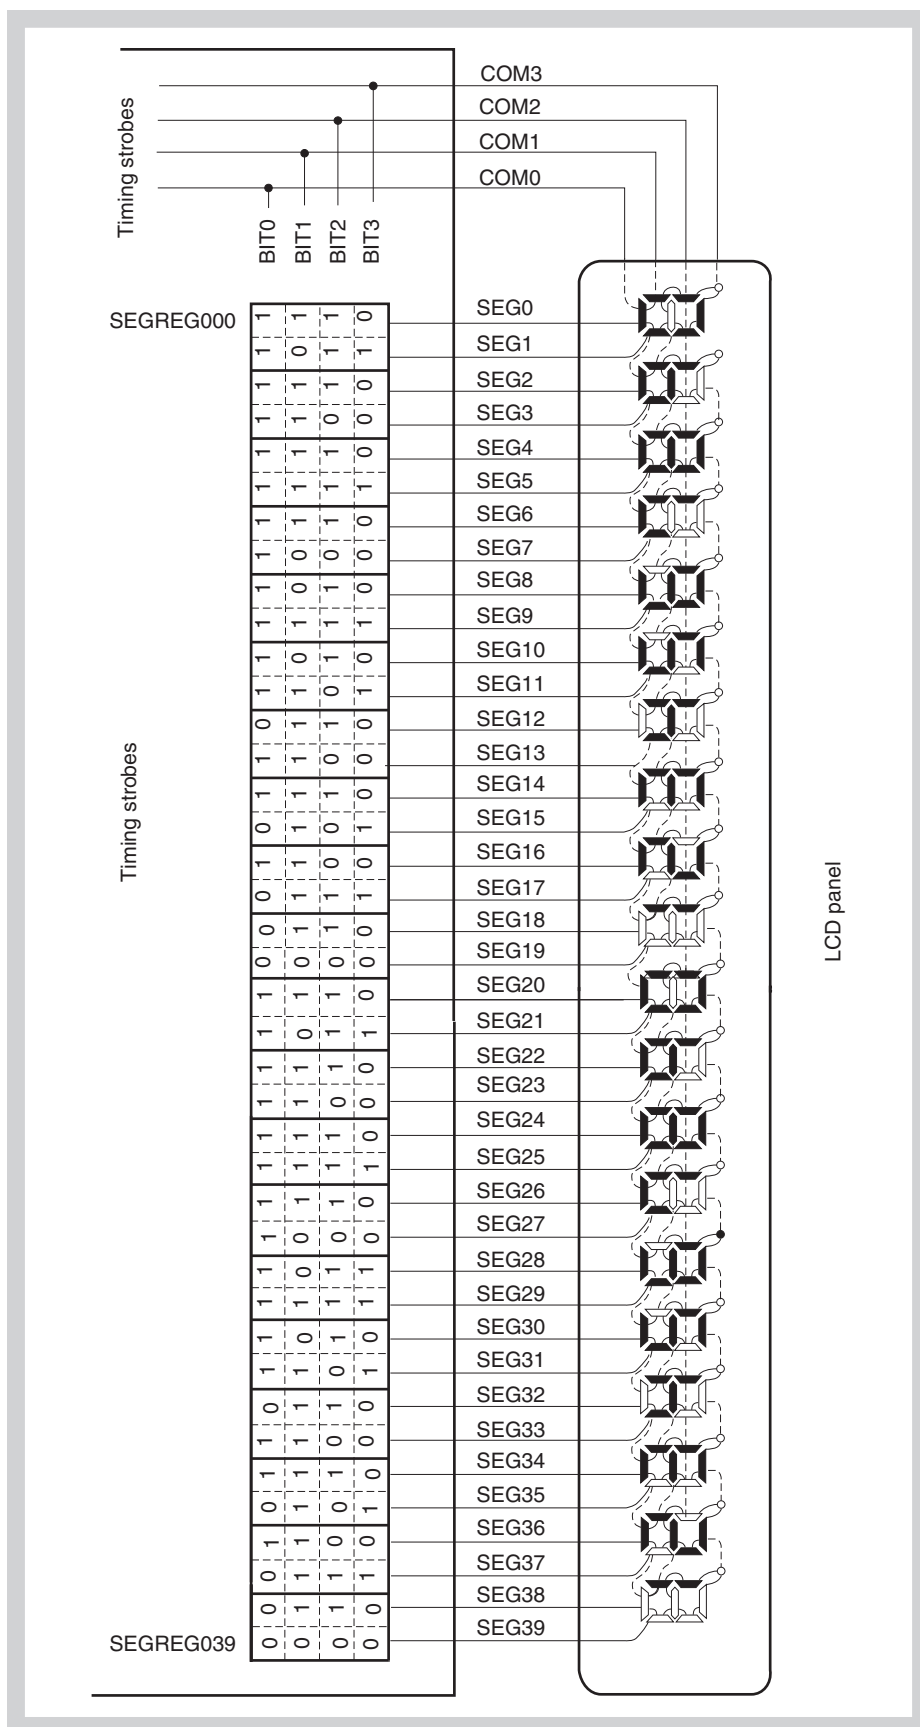 COM3
COM2
COM1
COM0
Timing strobes
BIT0 BIT1 BIT2 BIT3
SEGREG000 1 1 1 0 SEG0
1 0 1 1 SEG1
1 1 1 0 SEG2
1 1 0 0 SEG3
1 1 1 0 SEG4
1 1 1 1 SEG5
1 1 1 0 SEG6
1 0 0 0 SEG7
1 0 1 0 SEG8
1 1 1 1 SEG9
1 0 1 0 SEG10
1 1 0 1 SEG11
0 1 1 0 SEG12
1 1 0 0 SEG13
1 1 1 0 SEG14
0 1 0 1 SEG15
1 1 0 0 SEG16
0 1 1 1 SEG17
0 1 1 0 SEG18
0 0 0 0 SEG19
1 1 1 0 SEG20
1 0 1 1 SEG21
1 1 1 0 SEG22
1 1 0 0 SEG23
1 1 1 0 SEG24
1 1 1 1 SEG25
1 1 1 0 SEG26
1 0 0 0 SEG27
1 0 1 1 SEG28
1 1 1 1 SEG29
1 0 1 0 SEG30
1 1 0 1 SEG31
0 1 1 0 SEG32
1 1 0 0 SEG33
1 1 1 0 SEG34
0 1 0 1 SEG35
1 1 0 0 SEG36
0 1 1 1 SEG37
0 1 1 0 SEG38
SEGREG039 0 0 0 0 SEG39
Timing strobes
LCD panel